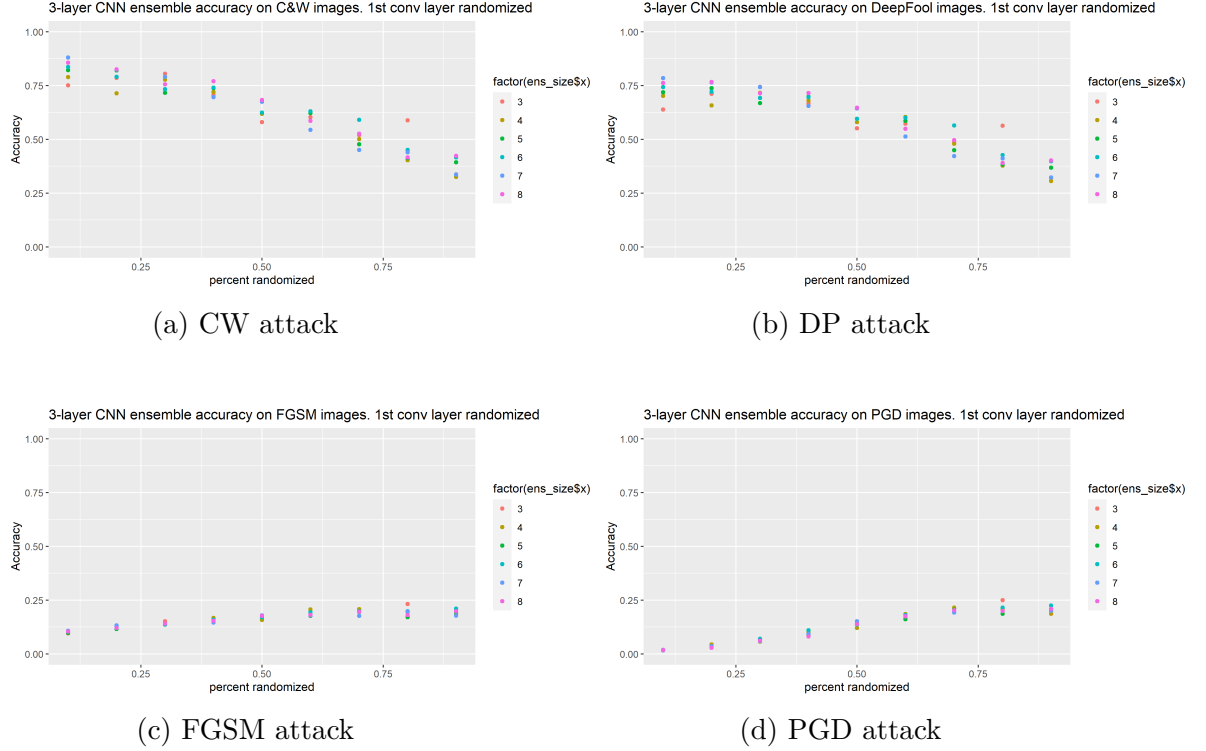 3-layer CNN ensemble accuracy on C&W images. 1st conv layer randomized
1.00
0.75
0.50
0.25
0.00
Accuracy
0.25 0.50 0.75
percent randomized
factor(ens_size$x)
3
4
5
6
7
8
(a) CW attack
3-layer CNN ensemble accuracy on DeepFool images. 1st conv layer randomized
1.00
0.75
0.50
0.25
0.00
Accuracy
0.25 0.50 0.75
percent randomized
factor(ens_size$x)
3
4
5
6
7
8
(b) DP attack
3-layer CNN ensemble accuracy on FGSM images. 1st conv layer randomized
1.00
0.75
0.50
0.25
0.00
Accuracy
0.25 0.50 0.75
percent randomized
factor(ens_size$x)
3
4
5
6
7
8
(c) FGSM attack
3-layer CNN ensemble accuracy on PGD images. 1st conv layer randomized
1.00
0.75
0.50
0.25
0.00
Accuracy
0.25 0.50 0.75
percent randomized
factor(ens_size$x)
3
4
5
6
7
8
(d) PGD attack